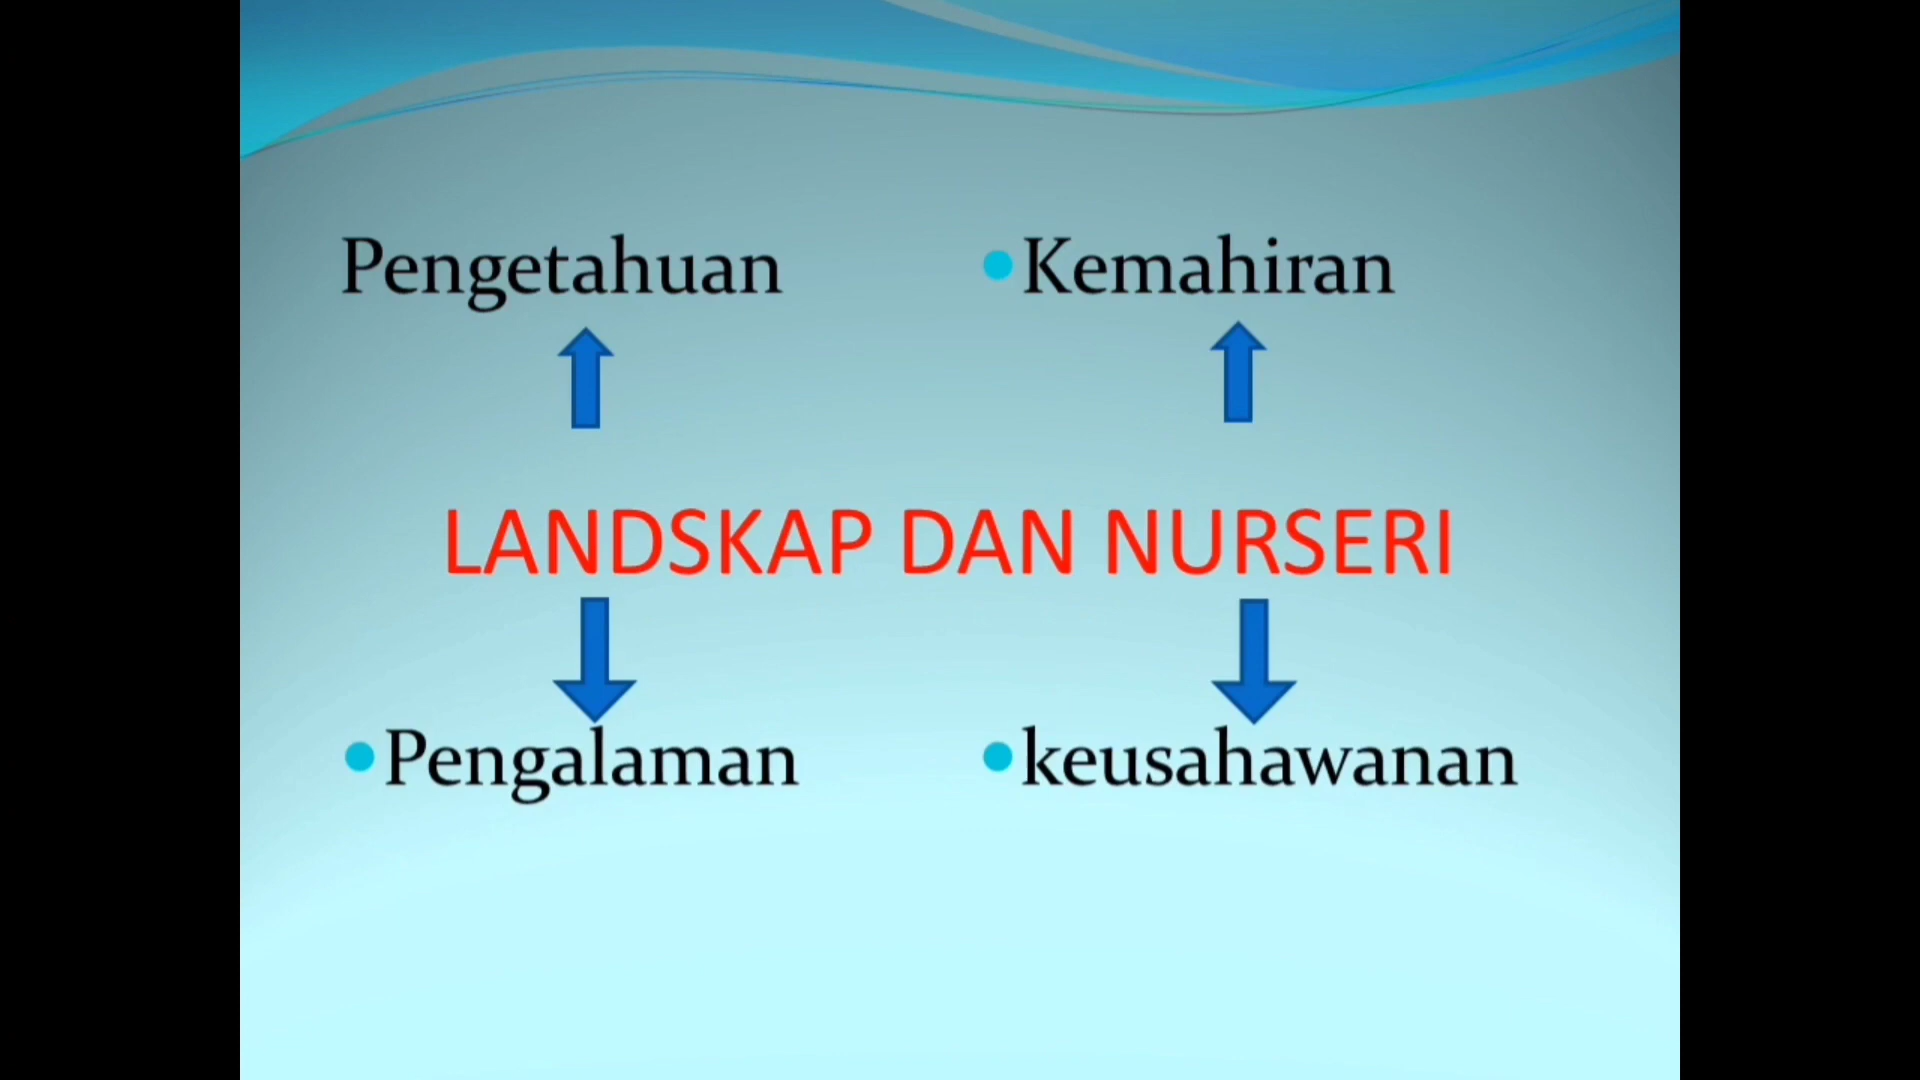 Pengetahuan
Kemahiran
LANDSKAP DAN NURSERI
Pengalaman
keusahawanan